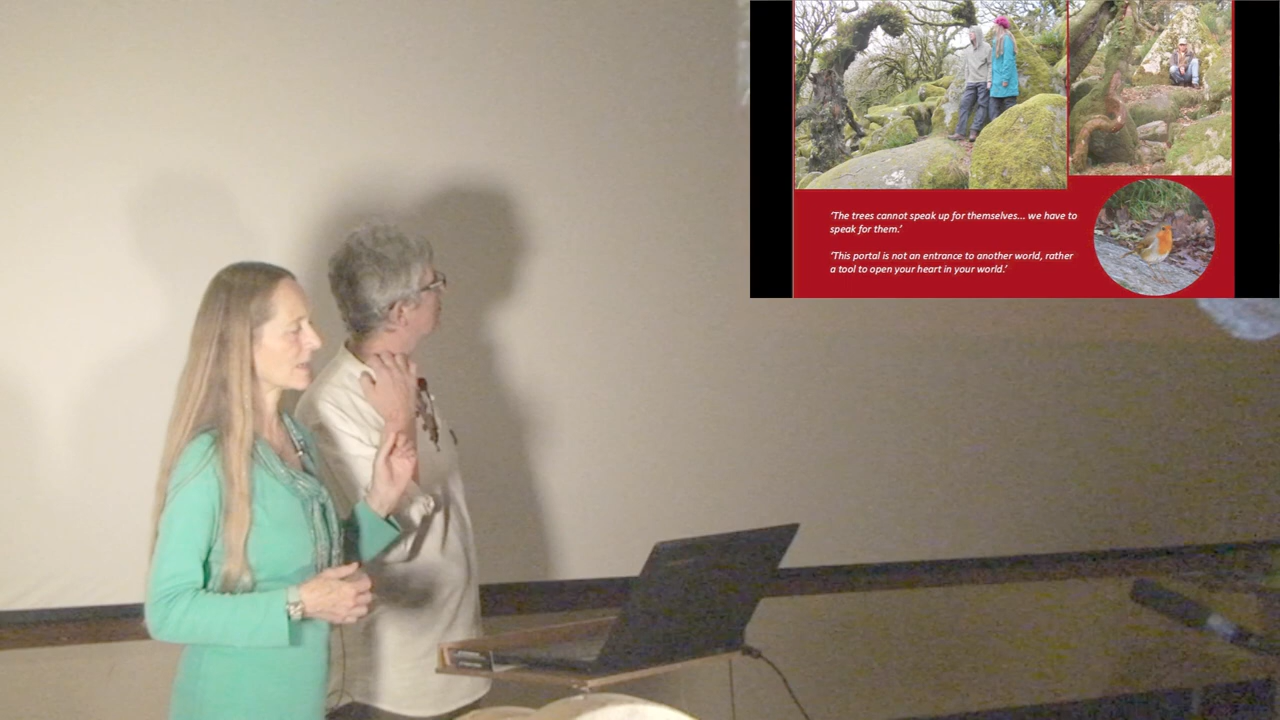 ‘The trees cannot speak up for themselves... we have to
speak for them.’
‘This portal is not an entrance to another world, rather
a tool to open your heart in your world.’